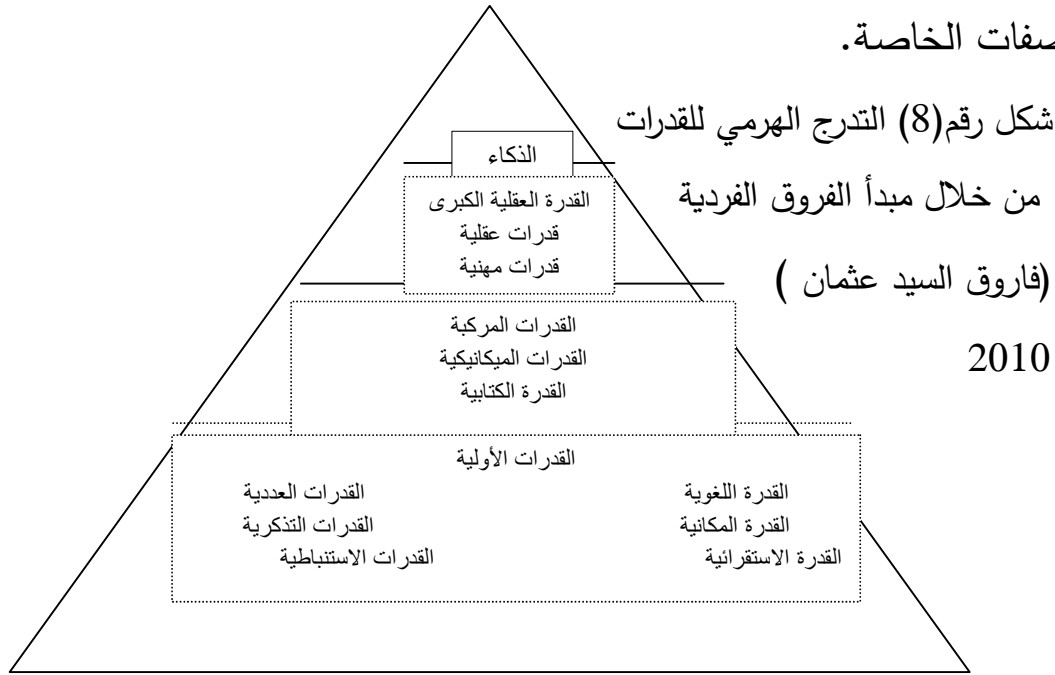 الخاصة.
شكل رقم(8) التدرج الهرمي للقدرات
من خلال مبدأ الفروق الفردية
(فاروق السيد عثمان )
2010
الذكاء
القدرة العقلية الكبرى
قدرات عقلية
قدرات مهنية
القدرات المركبة
القدرات الميكانيكية
القدرة الكتابية
القدرات الأولية
القدرة اللغوية القدرات العددية
القدرة المكانية القدرات التذكرية
القدرة الاستقرائية القدرات الاستنباطية